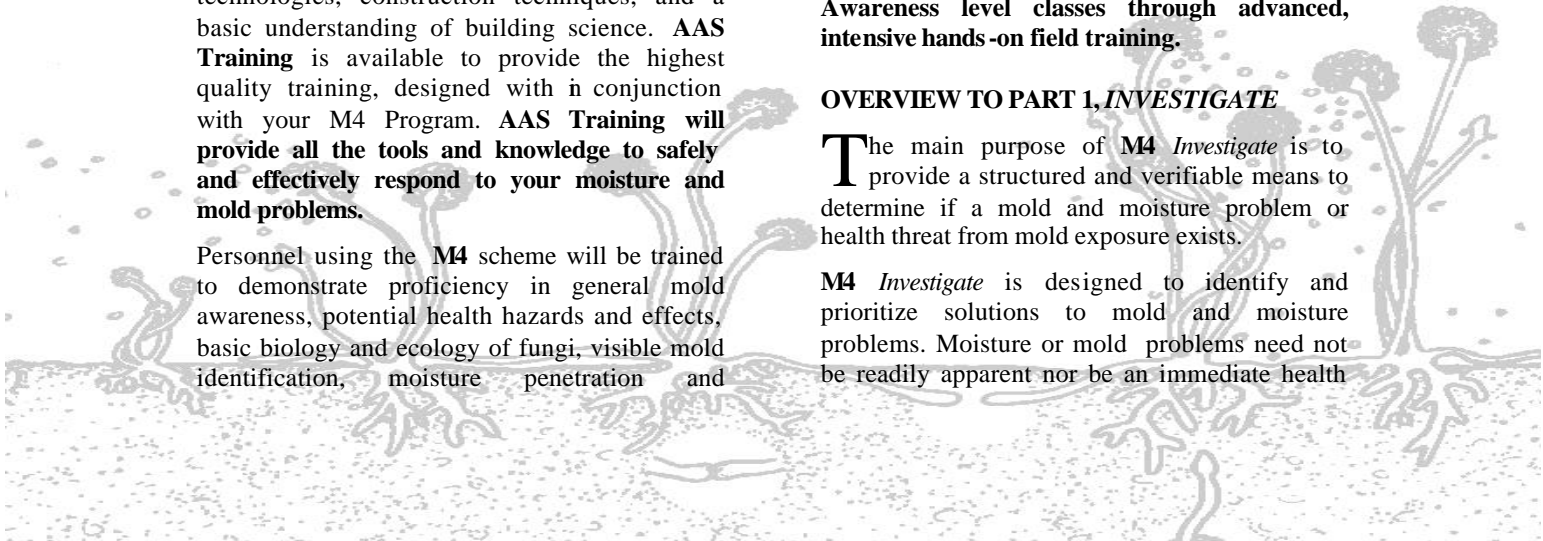 technologies, construction techniques, and a
basic understanding of building science. AAS
Training is available to provide the highest
quality training, designed with in conjunction
with your M4 Program. AAS Training will
provide all the tools and knowledge to safely
and effectively respond to your moisture and
mold problems.
Personnel using the M4 scheme will be trained
to demonstrate proficiency in general mold
awareness, potential health hazards and effects,
basic biology and ecology of fungi, visible mold
identification, moisture penetration and
Awareness level classes through advanced,
intensive hands-on field training.
OVERVIEW TO PART 1, INVESTIGATE
The main purpose of M4 Investigate is to
provide a structured and verifiable means to
determine if a mold and moisture problem or
health threat from mold exposure exists.
M4 Investigate is designed to identify and
prioritize solutions to mold and moisture
problems. Moisture or mold problems need not
be readily apparent nor be an immediate health